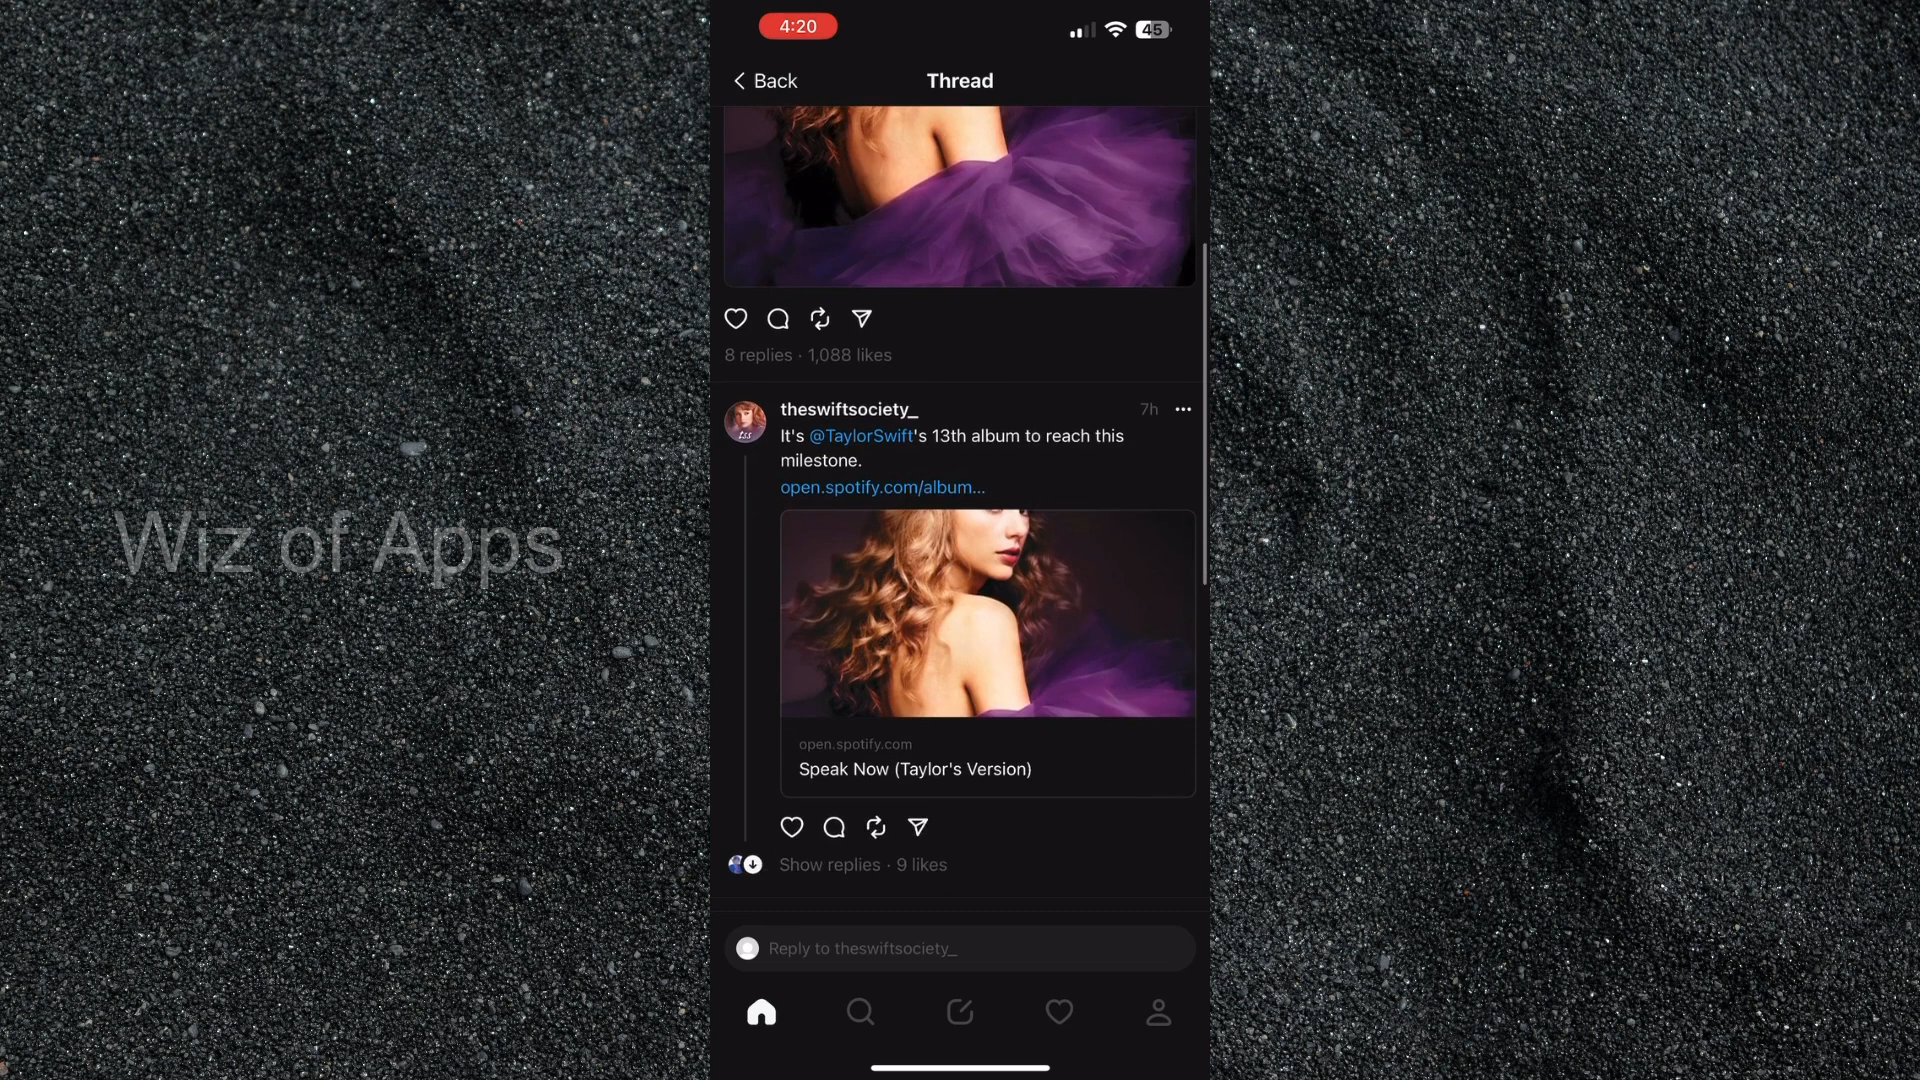 4:20
45
Back
Thread
8 replies · 1,088 likes
theswiftsociety_
7h
It's @TaylorSwift's 13th album to reach this
milestone.
open.spotify.com/album...
tss
open.spotify.com
Speak Now (Taylor's Version)
Show replies · 9 likes
Reply to theswiftsociety_
Wiz of Apps